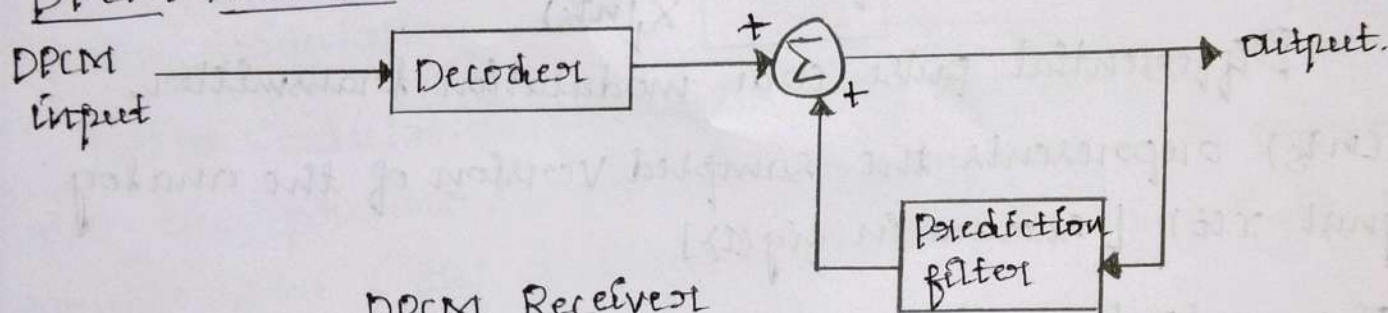 DPCM
input
Decoder
+
Σ
+
output.
Prediction
filter
DPCM Receiver